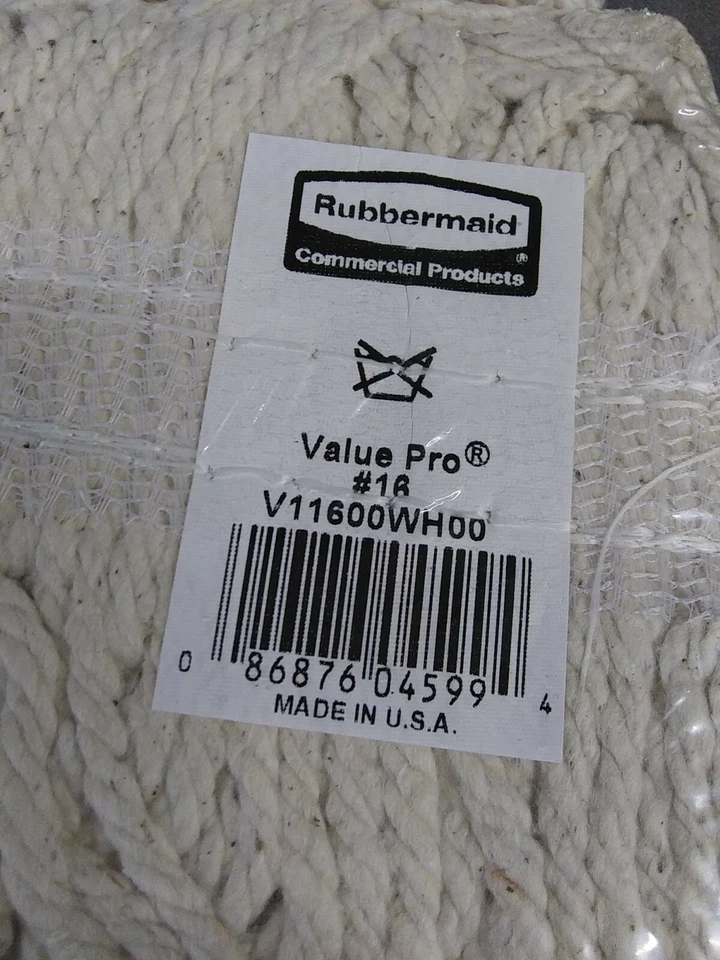 Rubbermaid®
Commercial Products
Value Pro®
#16
V11600WH00
0 86876 04599 4
MADE IN U.S.A.